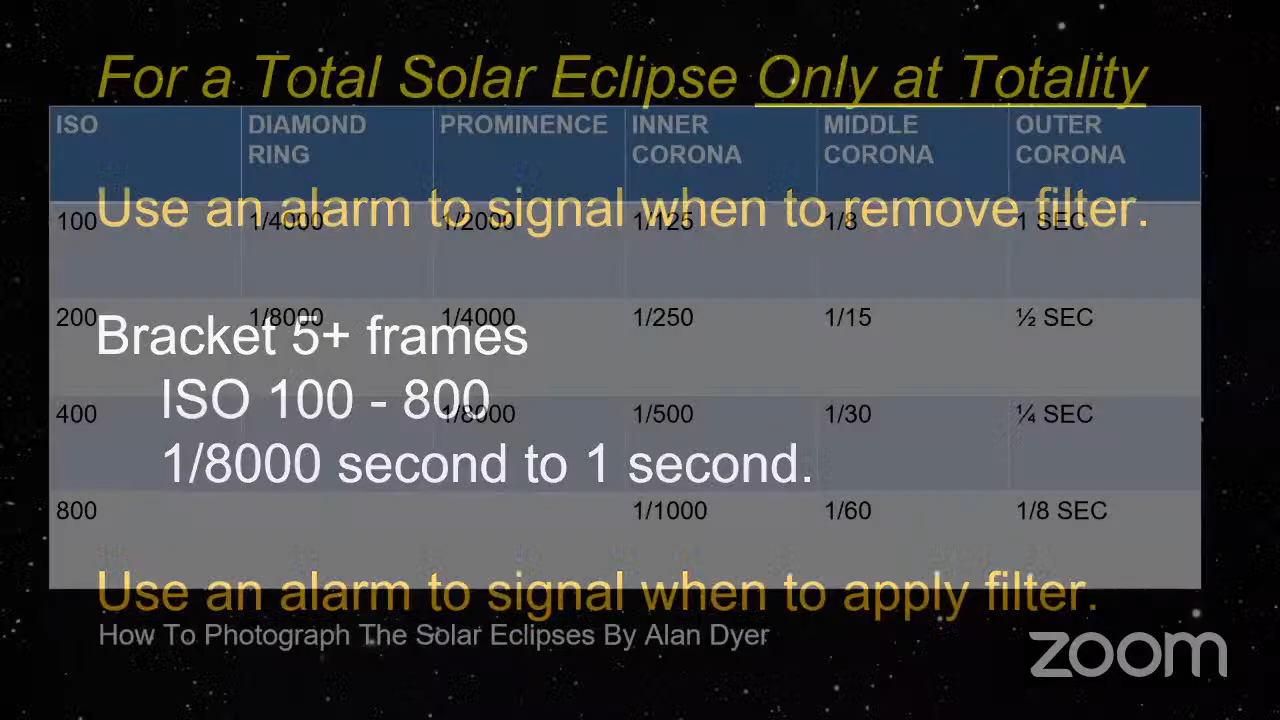 For a Total Solar Eclipse Only at Totality
ISO DIAMOND RING PROMINENCE INNER CORONA MIDDLE CORONA OUTER CORONA
Use an alarm to signal when to remove filter.
100 1/4000 1/2000 1/125 1/8 1 SEC
200 1/8000 1/4000 1/250 1/15 ½ SEC
Bracket 5+ frames
ISO 100 - 800
400 1/8000 1/500 1/30 ¼ SEC
1/8000 second to 1 second.
800 1/1000 1/60 1/8 SEC
Use an alarm to signal when to apply filter.
How To Photograph The Solar Eclipses By Alan Dyer
zoom